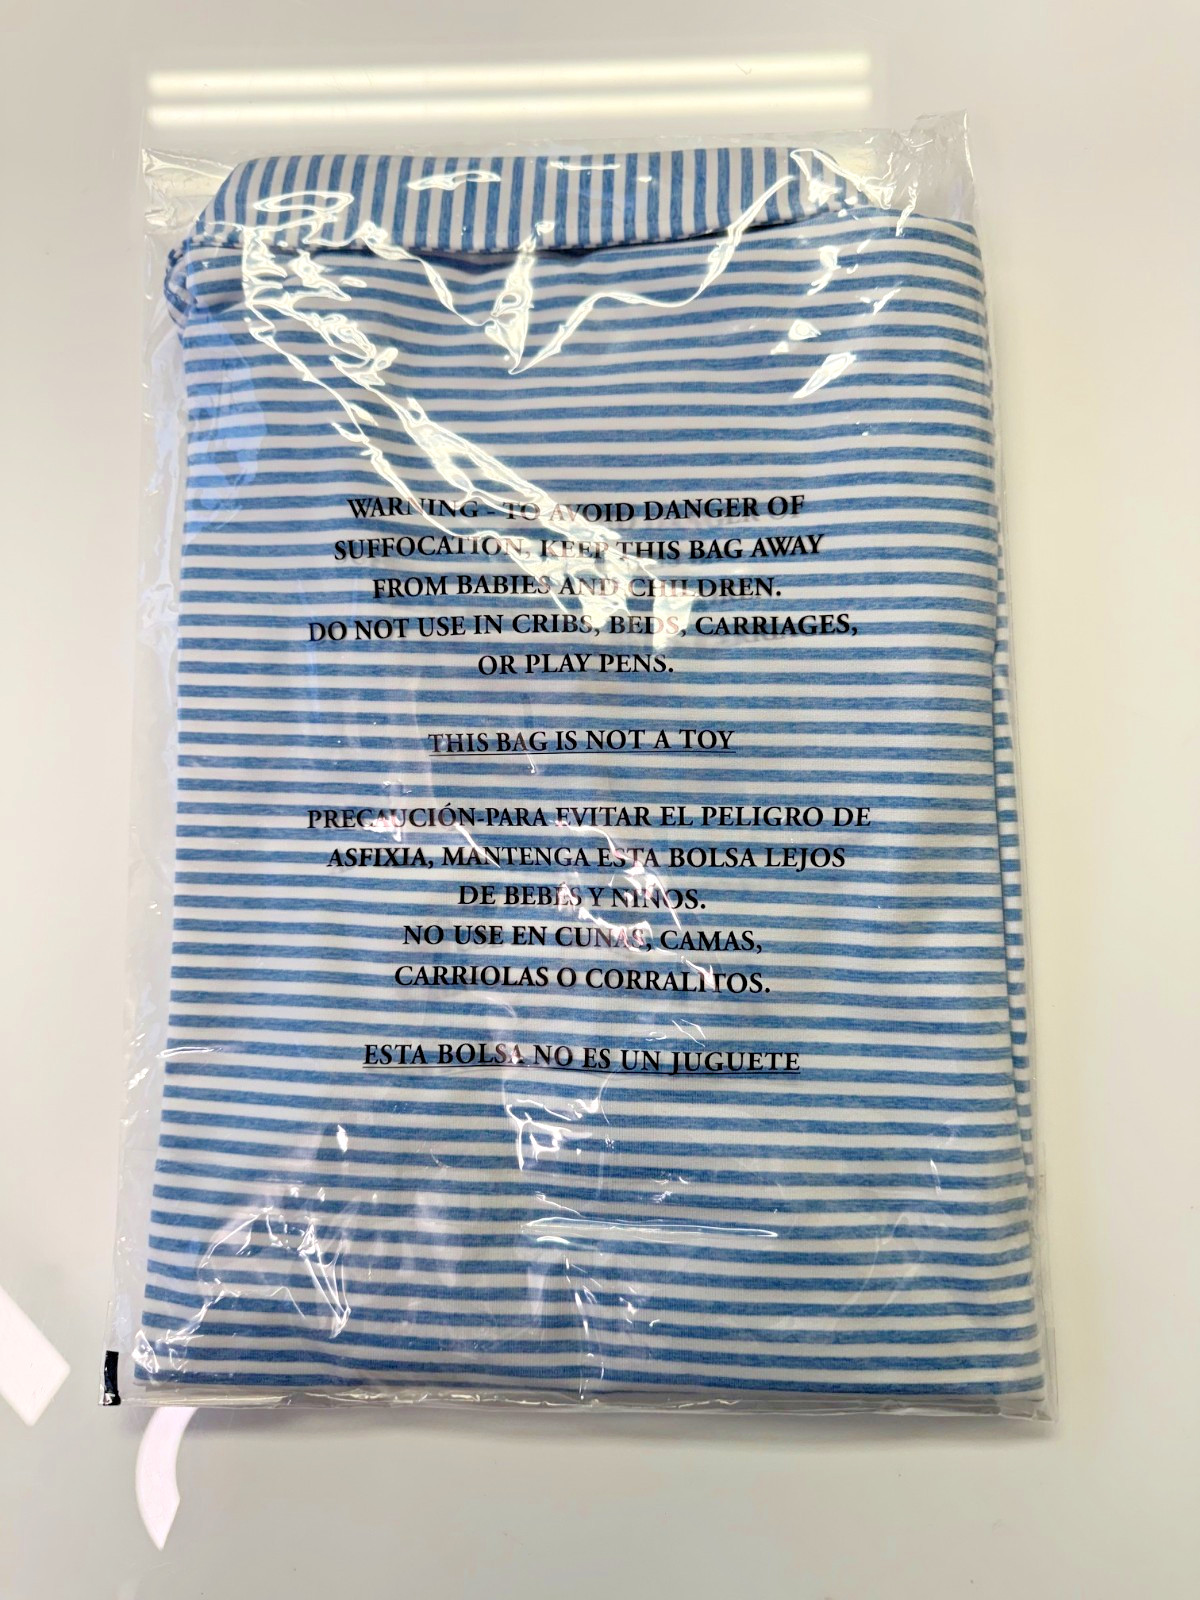 WARNING - TO AVOID DANGER OF
SUFFOCATION, KEEP THIS BAG AWAY
FROM BABIES AND CHILDREN.
DO NOT USE IN CRIBS, BEDS, CARRIAGES,
OR PLAY PENS.
THIS BAG IS NOT A TOY
PRECAUCIÓN-PARA EVITAR EL PELIGRO DE
ASFIXIA, MANTENGA ESTA BOLSA LEJOS
DE BEBÉS Y NIÑOS.
NO USE EN CUNAS, CAMAS,
CARRIOLAS O CORRALITOS.
ESTA BOLSA NO ES UN JUGUETE